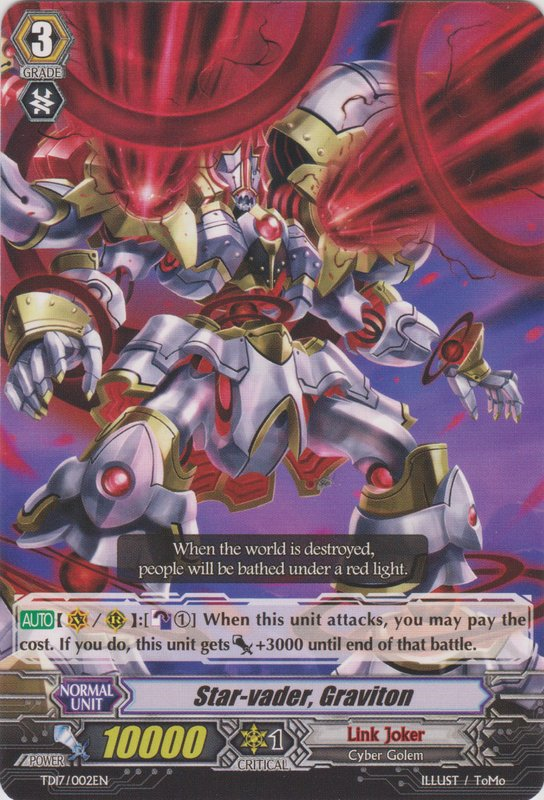 3
GRADE
When the world is destroyed,
people will be bathed under a red light.
AUTO【V/R】:[①] When this unit attacks, you may pay the
cost. If you do, this unit gets +3000 until end of that battle.
NORMAL
UNIT
Star-vader, Graviton
POWER
10000
1
CRITICAL
Link Joker
Cyber Golem
TD17/002EN
ILLUST / ToMo